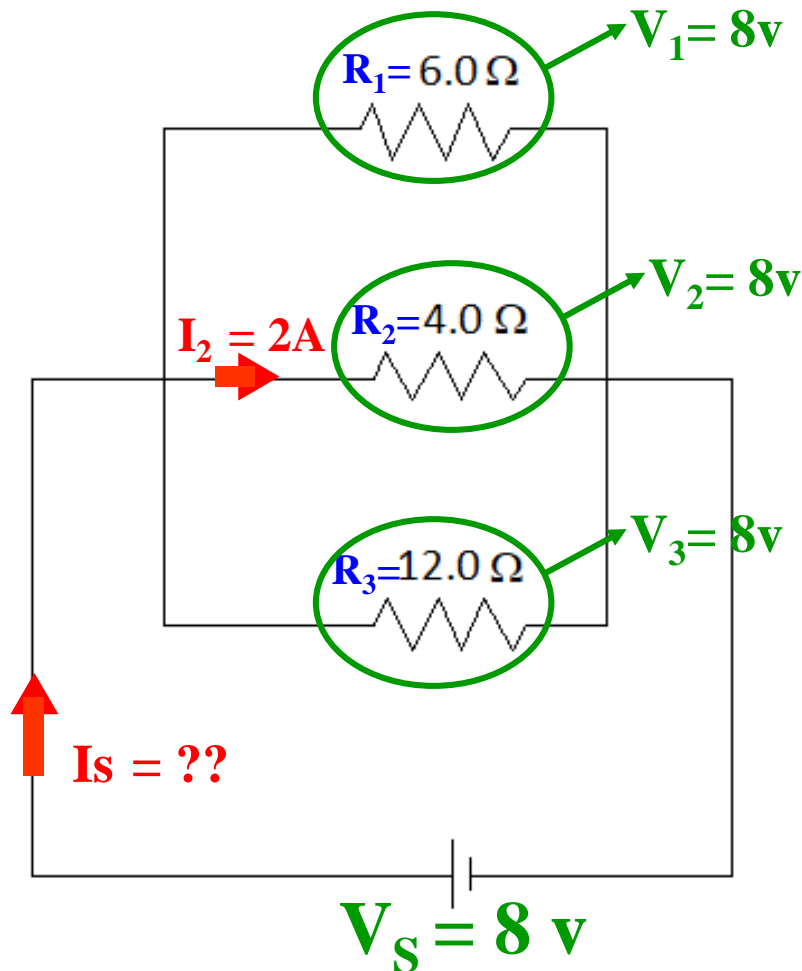 V₁= 8v
R₁= 6.0 Ω
V₂= 8v
R₂=4.0 Ω
I₂ = 2A
V₃= 8v
R₃=12.0 Ω
Is = ??
V_S = 8 v